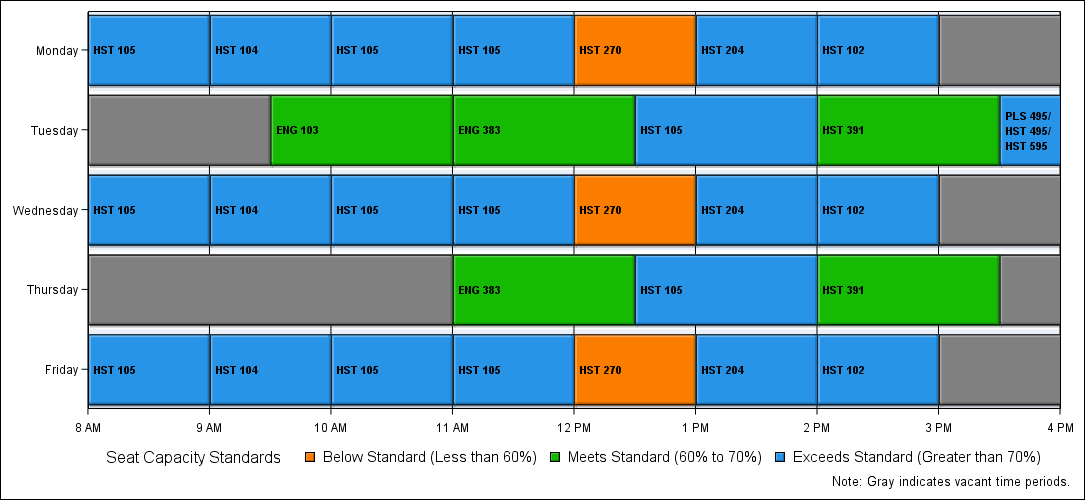 Monday
HST 105
HST 104
HST 105
HST 105
HST 270
HST 204
HST 102
Tuesday
ENG 103
ENG 383
HST 105
HST 391
PLS 495/
HST 495/
HST 595
Wednesday
HST 105
HST 104
HST 105
HST 105
HST 270
HST 204
HST 102
Thursday
ENG 383
HST 105
HST 391
Friday
HST 105
HST 104
HST 105
HST 105
HST 270
HST 204
HST 102
8 AM 9 AM 10 AM 11 AM 12 PM 1 PM 2 PM 3 PM 4 PM
Seat Capacity Standards Below Standard (Less than 60%) Meets Standard (60% to 70%) Exceeds Standard (Greater than 70%)
Note: Gray indicates vacant time periods.